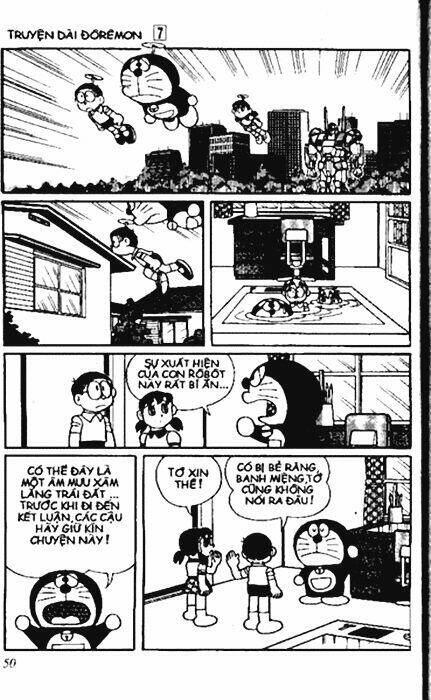 TRUYỆN DÀI ĐÔRÊMON 7
SỰ XUẤT HIỆN
CỦA CON RÔBỐT
NÀY RẤT BÍ ẨN...
CÓ THỂ ĐÂY LÀ
MỘT ÂM MƯU XÂM
LĂNG TRÁI ĐẤT ...
TRƯỚC KHI ĐI ĐẾN
KẾT LUẬN, CÁC CẬU
HÃY GIỮ KÍN
CHUYỆN NÀY!
TỚ XIN
THỀ!
CÓ BỊ BẺ RĂNG,
BANH MIỆNG, TỚ
CŨNG KHÔNG
NÓI RA ĐÂU!
50